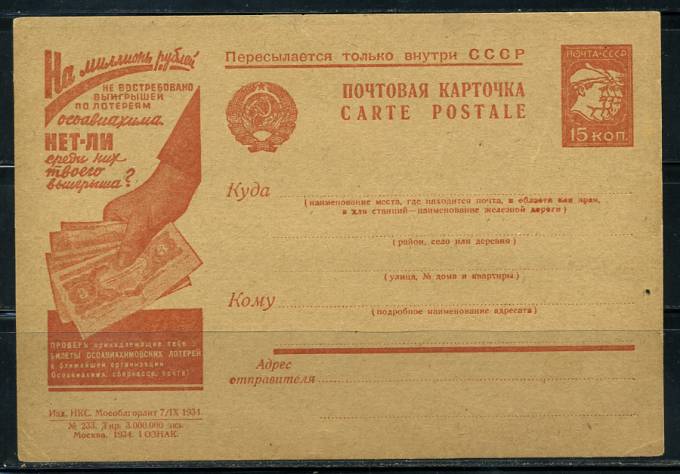 На миллионы рублей
НЕ ВОСТРЕБОВАНО
ВЫИГРЫШЕЙ
ПО ЛОТЕРЕЯМ
ОСОАВИАХИМА.
НЕТ-ЛИ
среди них
твоего
выигрыша?
ПРОВЕРЬ принадлежащие тебе
БИЛЕТЫ ОСОАВИАХИМОВСКИХ ЛОТЕРЕЙ
в ближайшей организации
Осоавиахима, сберкассе, почте!
Изд. НКС. Мособлгорлит 7/IX 1934.
№ 233. Тир. 3.000.000 экз.
Москва. 1934. 1 ГОЗНАК.
Пересылается только внутри СССР
ПОЧТОВАЯ КАРТОЧКА
CARTE POSTALE
ПОЧТА-СССР
15 КОП.
Куда
(наименование места, где находится почта, и области или края,
а для станций—наименование железной дороги)
(район, село или деревня)
(улица, № дома и квартиры)
Кому
(подробное наименование адресата)
Адрес
отправителя